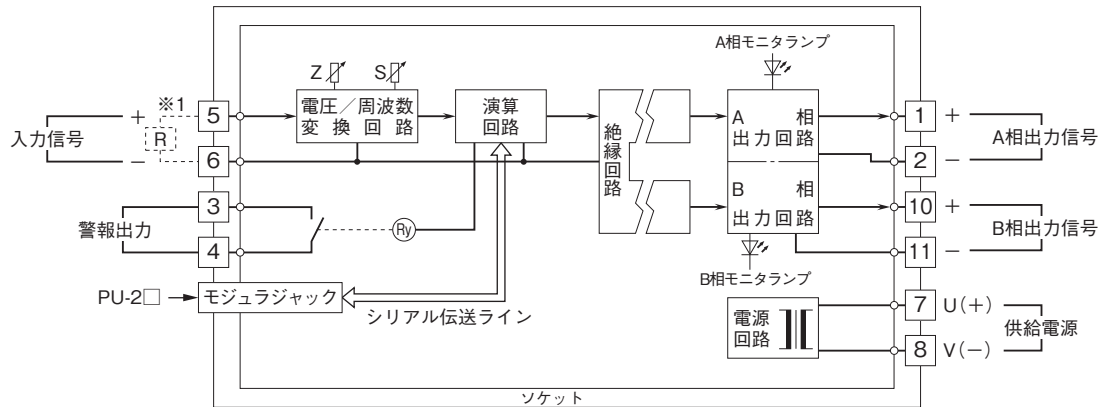 A相モニタランプ
Z
S
※1
+
R
−
入力信号
5
6
電圧／周波数
変換回路
演算
回路
絶縁回路
A 相
出力回路
B 相
出力回路
1
+
2
−
A相出力信号
3
4
警報出力
Ry
10
+
11
−
B相出力信号
B相モニタランプ
PU-2□
モジュラジャック
シリアル伝送ライン
電源
回路
7
U(+)
8
V(−)
供給電源
ソケット